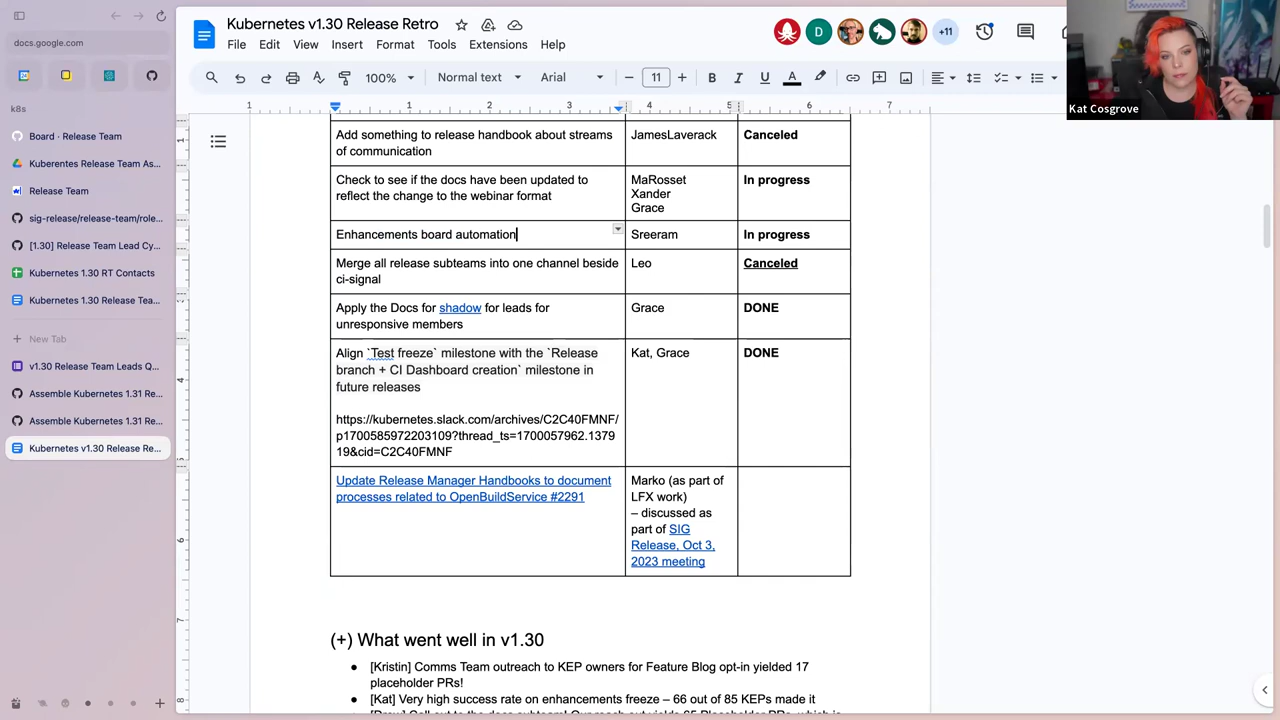 docs.google.com
k8s
Board · Release Team
Kuberentes Release Team As...
Release Team
sig-release/release-team/role...
[1.30] Release Team Lead Cy...
Kubernetes 1.30 RT Contacts
Kubernetes 1.30 Release Tea...
New Tab
v1.30 Release Team Leads Q...
Assemble Kubernetes 1.31 Re...
Assemble Kubernetes 1.31 Re...
Kubernetes v1.30 Release Re...
Kubernetes v1.30 Release Retro
File Edit View Insert Format Tools Extensions Help
D
+11
100% Normal text Arial 11
1 1 2 3 4 5 6 7
Add something to release handbook about streams
of communication
JamesLaverack
Canceled
Check to see if the docs have been updated to
reflect the change to the webinar format
MaRosset
Xander
Grace
In progress
Enhancements board automation
Sreeram
In progress
Merge all release subteams into one channel beside
ci-signal
Leo
Canceled
Apply the Docs for shadow for leads for
unresponsive members
Grace
DONE
Align `Test freeze` milestone with the `Release
branch + CI Dashboard creation` milestone in
future releases
https://kubernetes.slack.com/archives/C2C40FMNF/
p1700585972203109?thread_ts=1700057962.1379
19&cid=C2C40FMNF
Kat, Grace
DONE
Update Release Manager Handbooks to document
processes related to OpenBuildService #2291
Marko (as part of
LFX work)
– discussed as
part of SIG
Release, Oct 3,
2023 meeting
(+) What went well in v1.30
[Kristin] Comms Team outreach to KEP owners for Feature Blog opt-in yielded 17
placeholder PRs!
[Kat] Very high success rate on enhancements freeze – 66 out of 85 KEPs made it
Kat Cosgrove